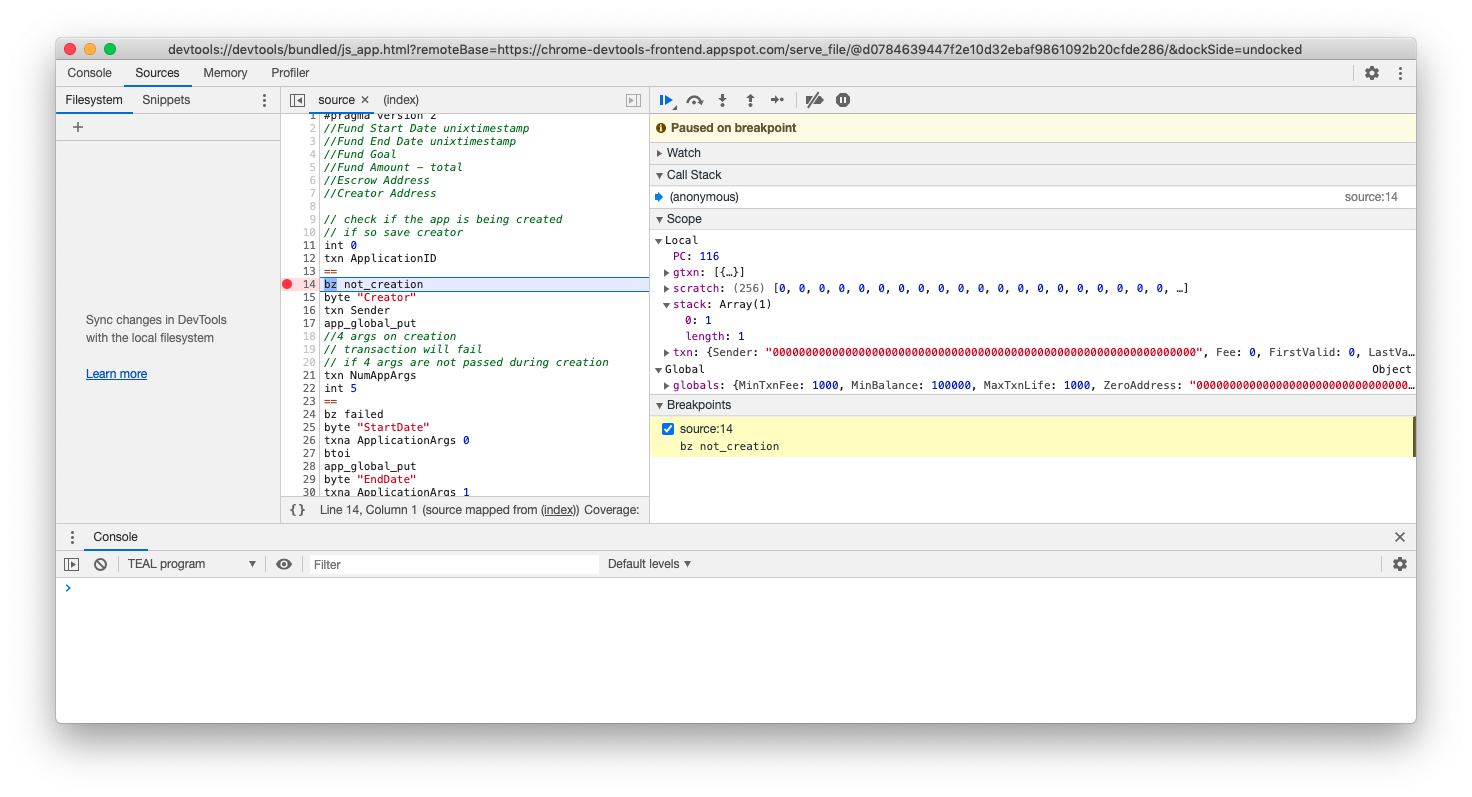 devtools://devtools/bundled/js_app.html?remoteBase=https://chrome-devtools-frontend.appspot.com/serve_file/@d0784639447f2e10d32ebaf9861092b20cfde286/&dockSide=undocked
Console Sources Memory Profiler
Filesystem Snippets
Sync changes in DevTools
with the local filesystem
Learn more
source × (index)
1 #pragma version 2
2 //Fund Start Date unixtimestamp
3 //Fund End Date unixtimestamp
4 //Fund Goal
5 //Fund Amount - total
6 //Escrow Address
7 //Creator Address
8
9 // check if the app is being created
10 // if so save creator
11 int 0
12 txn ApplicationID
13 ==
14 bz not_creation
15 byte "Creator"
16 txn Sender
17 app_global_put
18 //4 args on creation
19 // transaction will fail
20 // if 4 args are not passed during creation
21 txn NumAppArgs
22 int 5
23 ==
24 bz failed
25 byte "StartDate"
26 txna ApplicationArgs 0
27 btoi
28 app_global_put
29 byte "EndDate"
30 txna ApplicationArgs 1
{} Line 14, Column 1 (source mapped from (index)) Coverage:
Paused on breakpoint
Watch
Call Stack
(anonymous) source:14
Scope
Local
PC: 116
gtxn: [{…}]
scratch: (256) [0, 0, 0, 0, 0, 0, 0, 0, 0, 0, 0, 0, 0, 0, 0, 0, 0, 0, 0, 0, …]
stack: Array(1)
0: 1
length: 1
txn: {Sender: "0000000000000000000000000000000000000000000000000000000000000000", Fee: 0, FirstValid: 0, LastVa…
Global Object
globals: {MinTxnFee: 1000, MinBalance: 100000, MaxTxnLife: 1000, ZeroAddress: "00000000000000000000000000000000…
Breakpoints
source:14
bz not_creation
Console
TEAL program ▼ Filter Default levels ▼